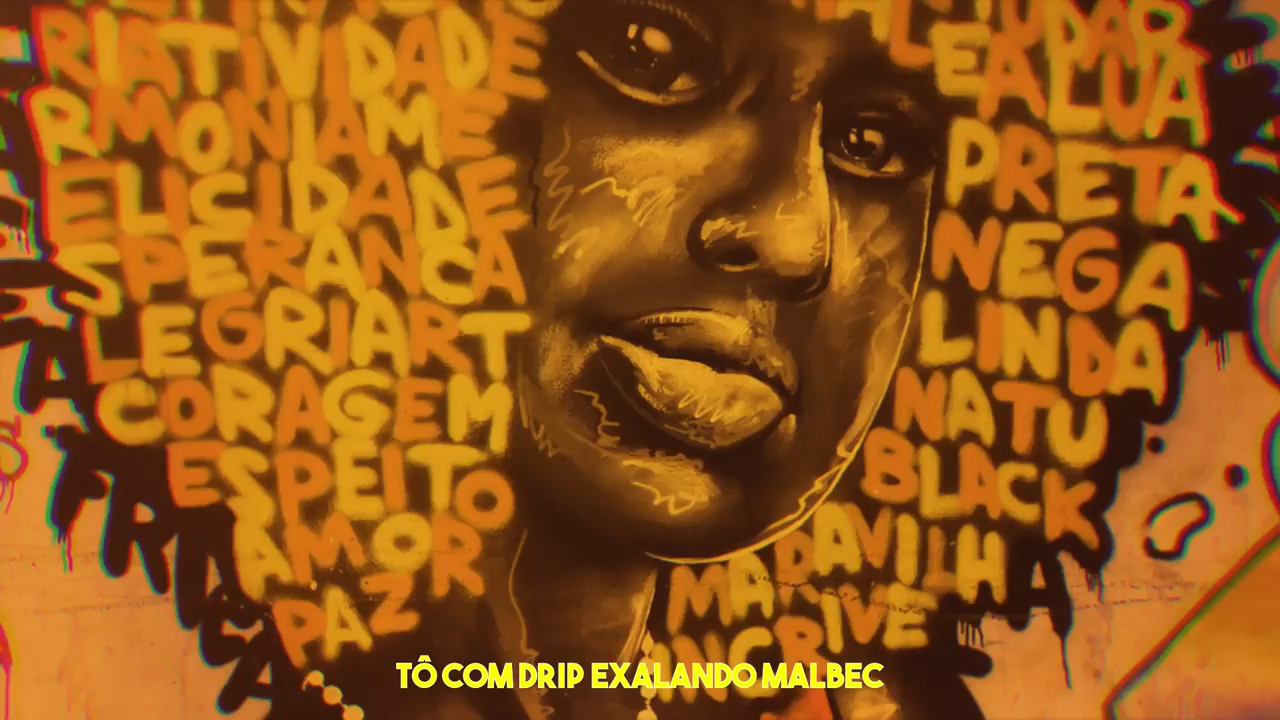 RIATIVIDADE
RMONIAME
ELICIDADE
SPERANÇA
LEGRIART
CORAGEM
ESPEITO
AMOR
PAZ
LEALUA
PRETA
NEGA
LINDA
NATU
BLACK
MARAVILHA
INCRIVE
TÔ COM DRIP EXALANDO MALBEC